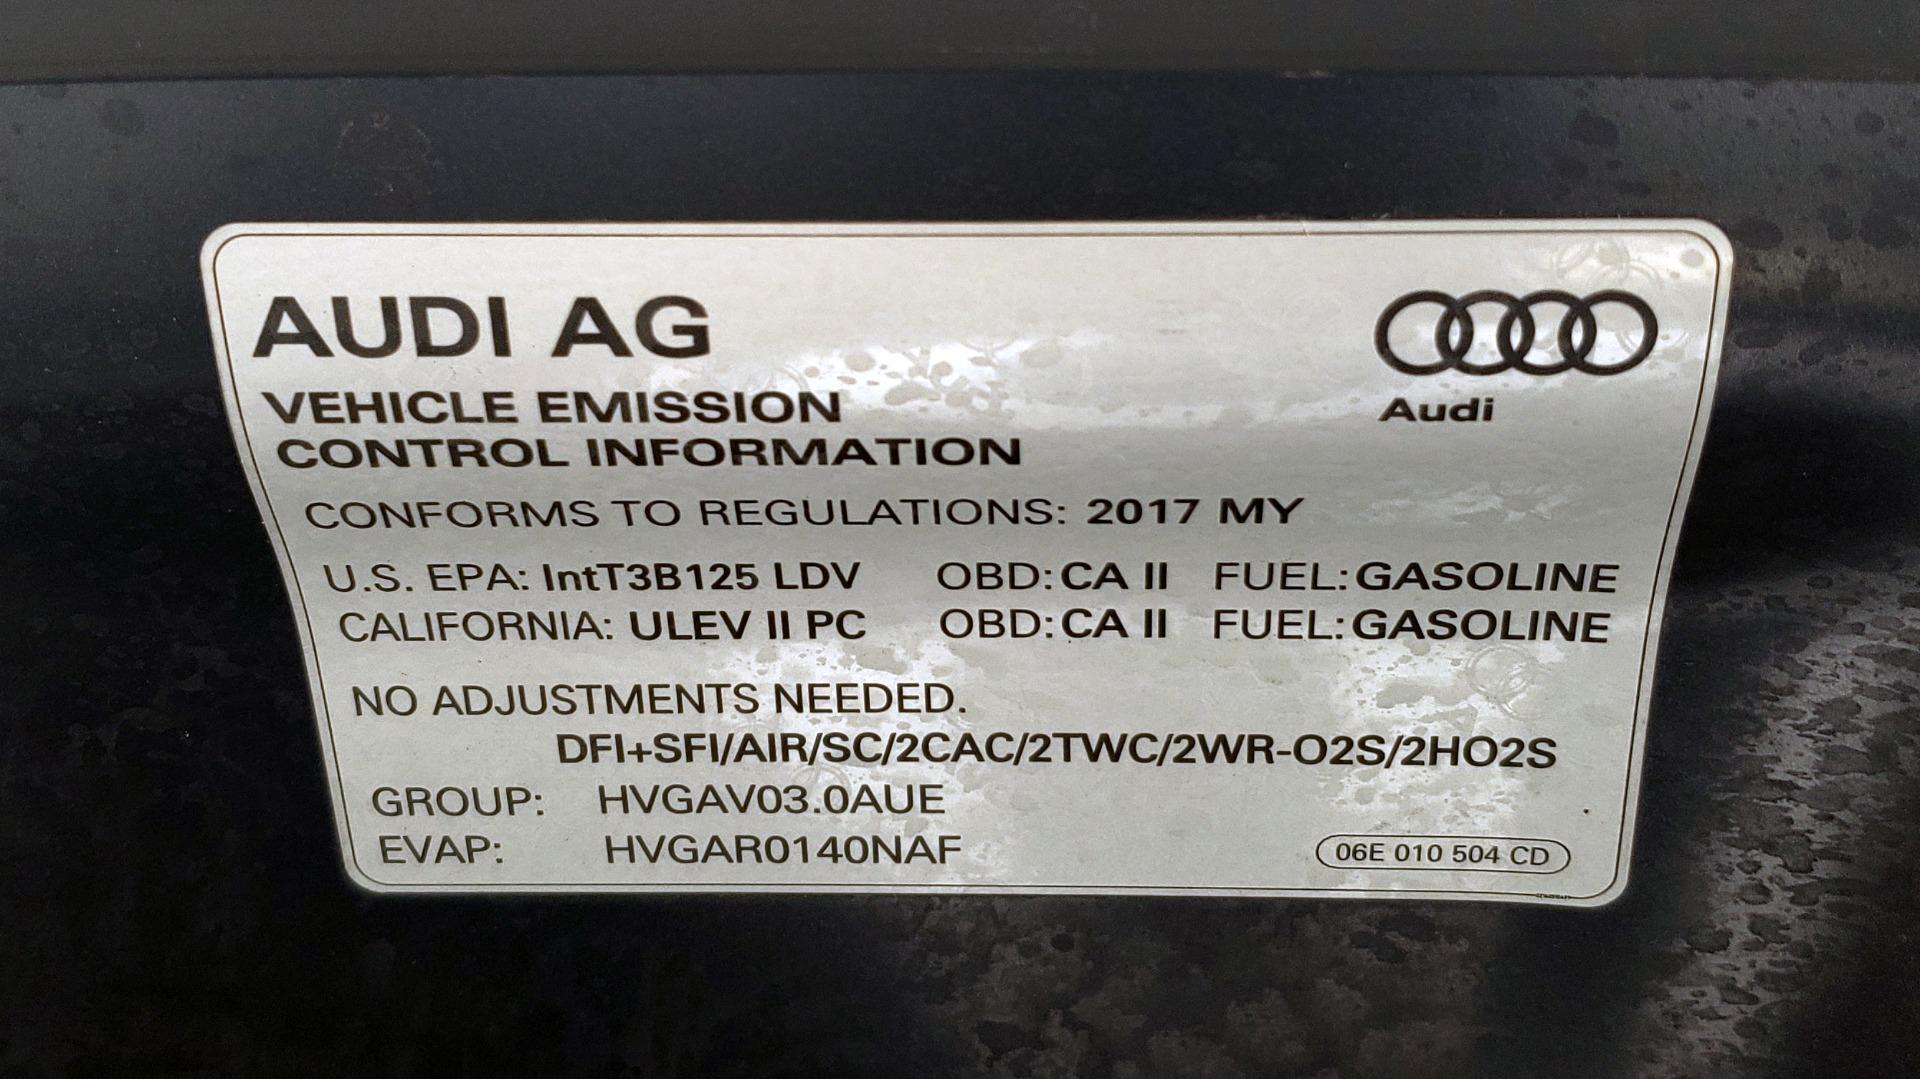 AUDI AG
Audi
VEHICLE EMISSION
CONTROL INFORMATION
CONFORMS TO REGULATIONS: 2017 MY
U.S. EPA: IntT3B125 LDV OBD: CA II FUEL: GASOLINE
CALIFORNIA: ULEV II PC OBD: CA II FUEL: GASOLINE
NO ADJUSTMENTS NEEDED.
DFI+SFI/AIR/SC/2CAC/2TWC/2WR-O2S/2HO2S
GROUP: HVGAV03.0AUE
EVAP: HVGAR0140NAF
06E 010 504 CD